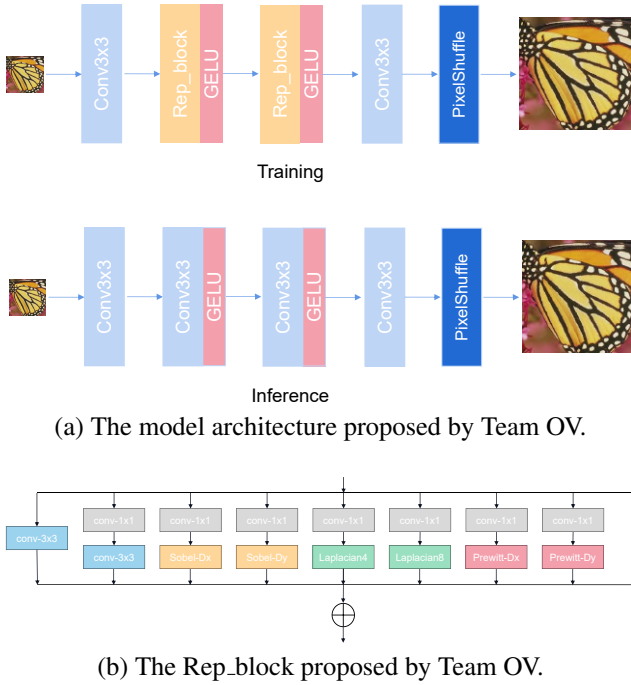 Conv3x3
Rep_block
GELU
Rep_block
GELU
Conv3x3
PixelShuffle
Training
Conv3x3
Conv3x3
GELU
Conv3x3
GELU
Conv3x3
PixelShuffle
Inference
(a) The model architecture proposed by Team OV.
conv-1x1 conv-1x1 conv-1x1 conv-1x1 conv-1x1 conv-1x1 conv-1x1
conv-3x3
conv-3x3 Sobel-Dx Sobel-Dy Laplacian4 Laplacian8 Prewitt-Dx Prewitt-Dy
(b) The Rep_block proposed by Team OV.